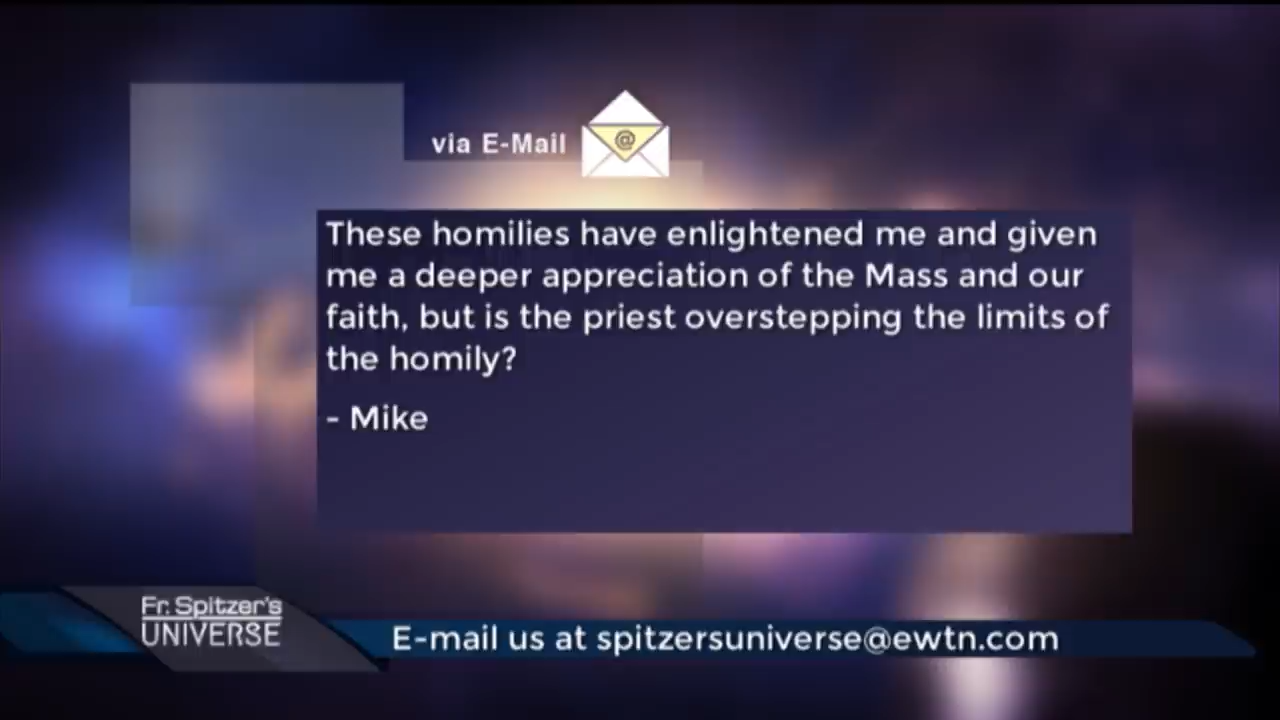 via E-Mail
@
These homilies have enlightened me and given
me a deeper appreciation of the Mass and our
faith, but is the priest overstepping the limits of
the homily?
- Mike
Fr. Spitzer's
UNIVERSE
E-mail us at spitzersuniverse@ewtn.com